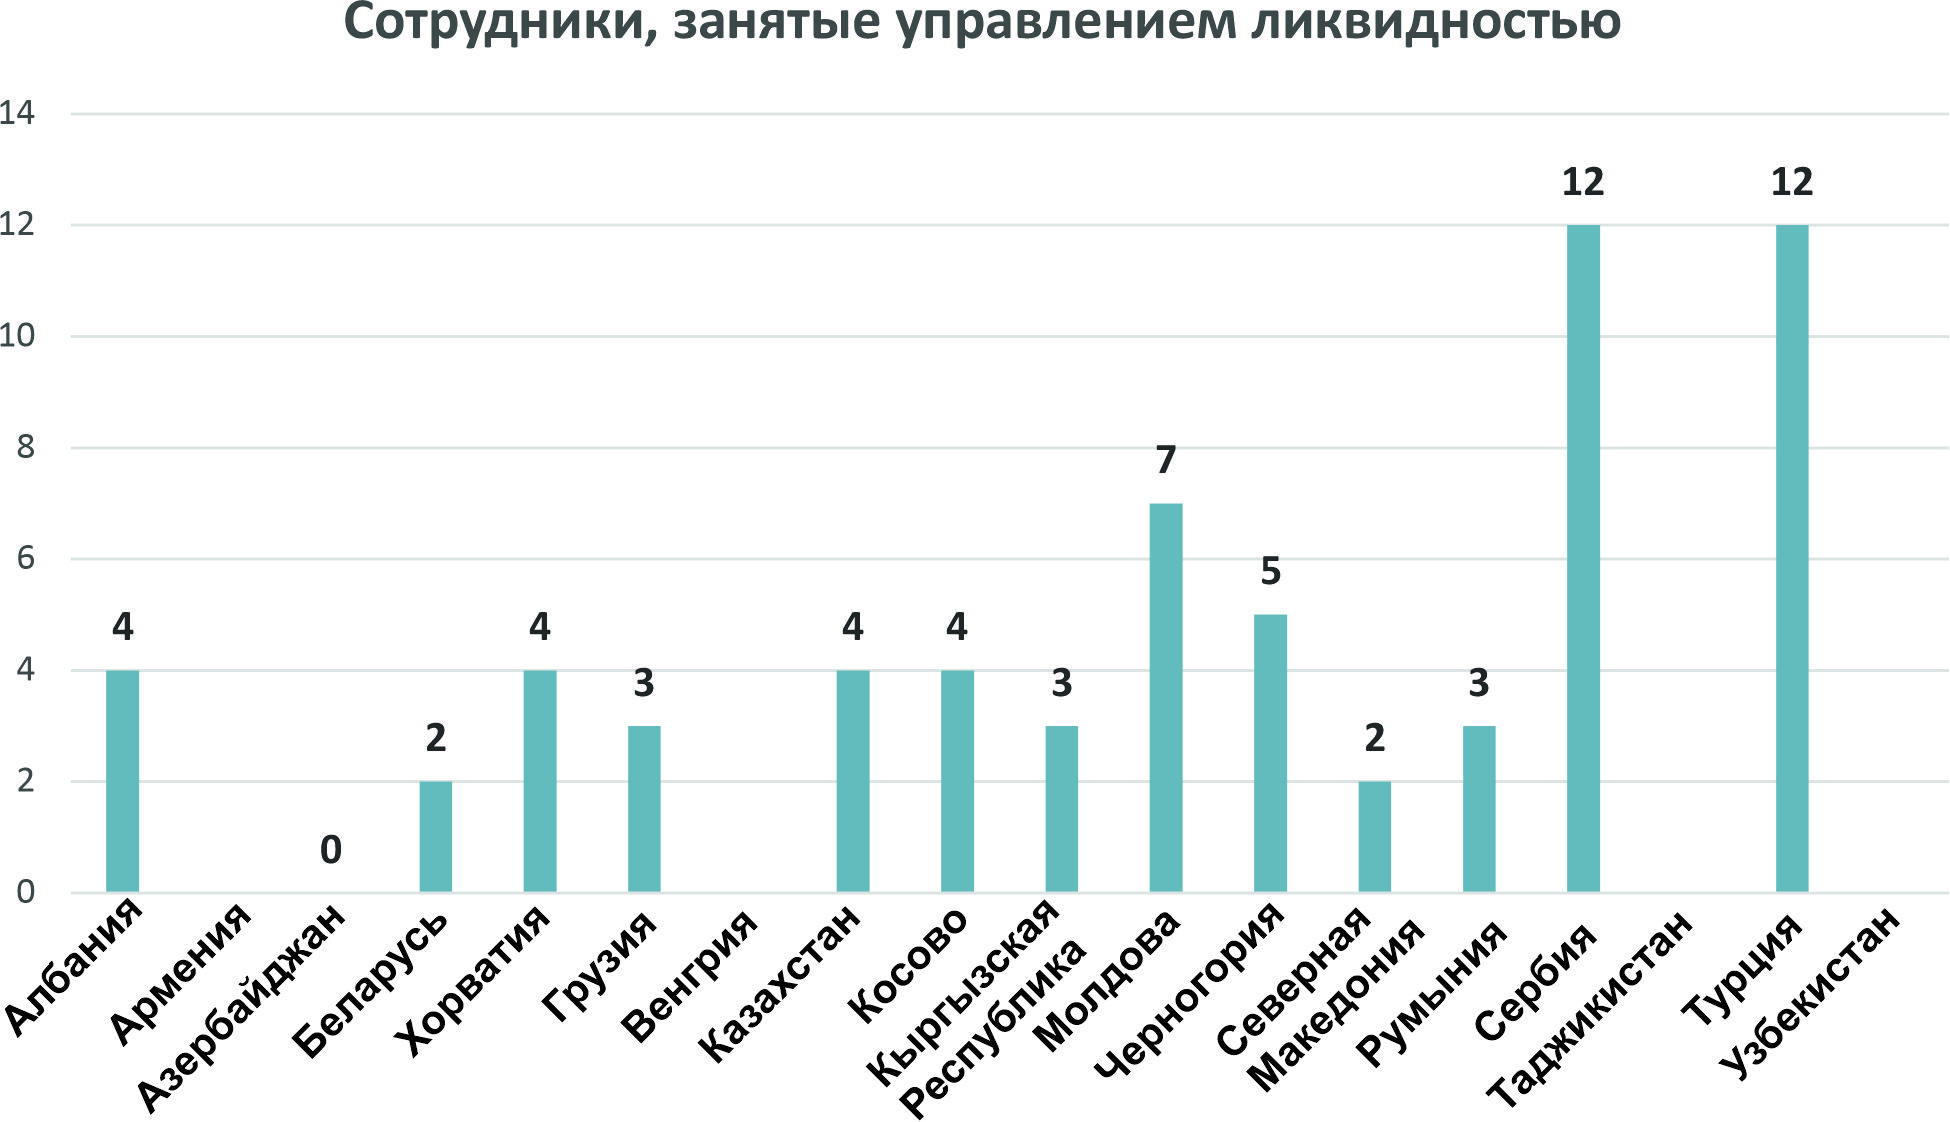 Сотрудники, занятые управлением ликвидностью
14
12
10
8
6
4
2
0
4
0
2
4
3
4
4
3
7
5
2
3
12
12
Албания
Армения
Азербайджан
Беларусь
Хорватия
Грузия
Венгрия
Казахстан
Косово
Кыргызская
Республика
Молдова
Черногория
Северная
Македония
Румыния
Сербия
Таджикистан
Турция
Узбекистан